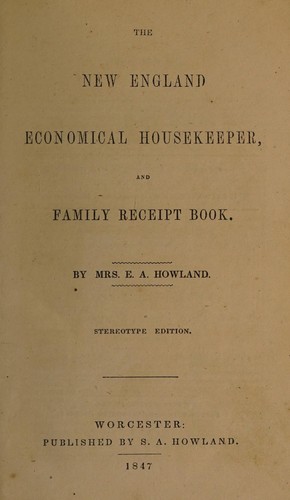 THE
NEW ENGLAND
ECONOMICAL HOUSEKEEPER,
AND
FAMILY RECEIPT BOOK.
BY MRS. E. A. HOWLAND.
STEREOTYPE EDITION.
WORCESTER:
PUBLISHED BY S. A. HOWLAND.
1847